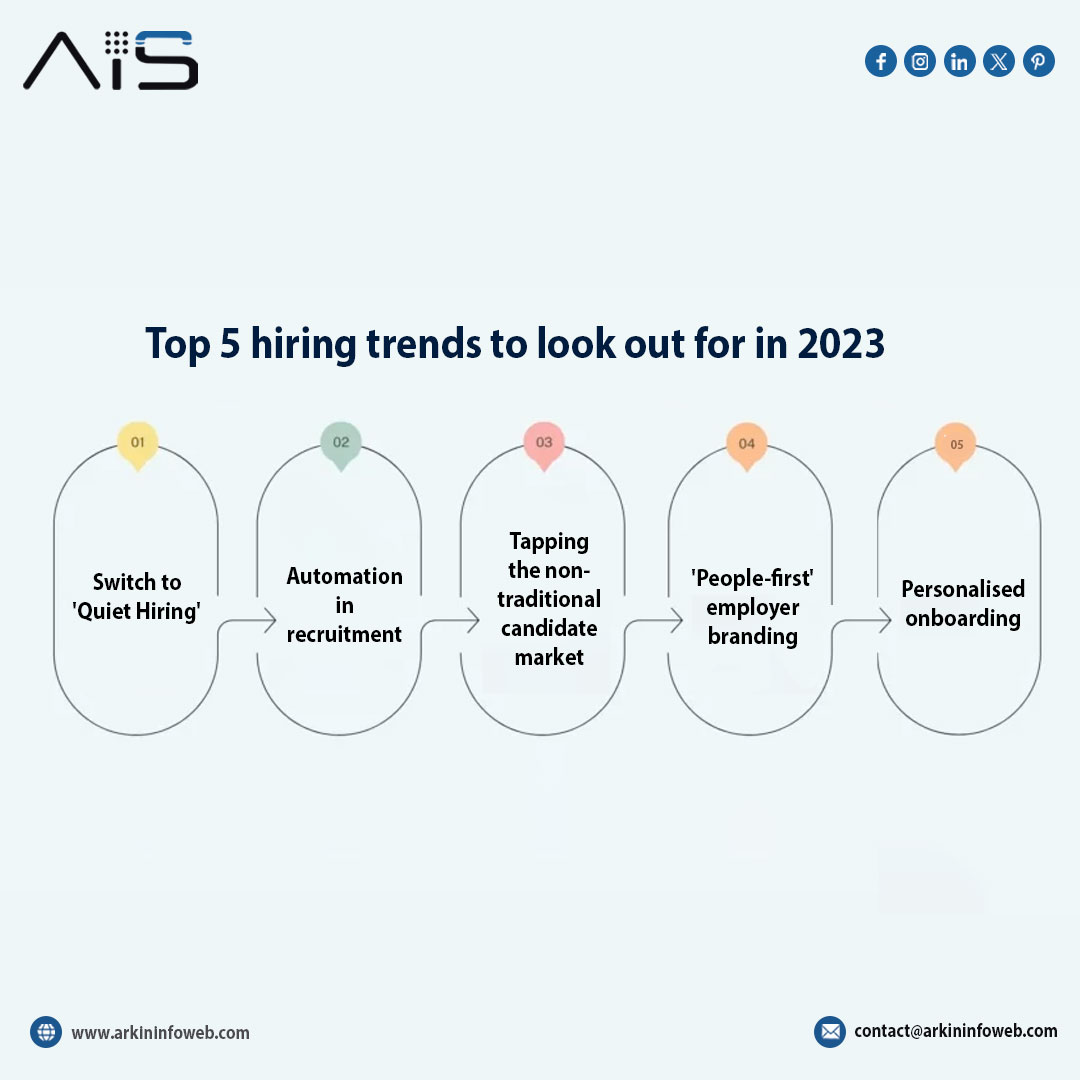 AiS
Top 5 hiring trends to look out for in 2023
01
Switch to
'Quiet Hiring'
02
Automation
in
recruitment
03
Tapping
the non-
traditional
candidate
market
04
'People-first'
employer
branding
05
Personalised
onboarding
www.arkininfoweb.com
contact@arkininfoweb.com